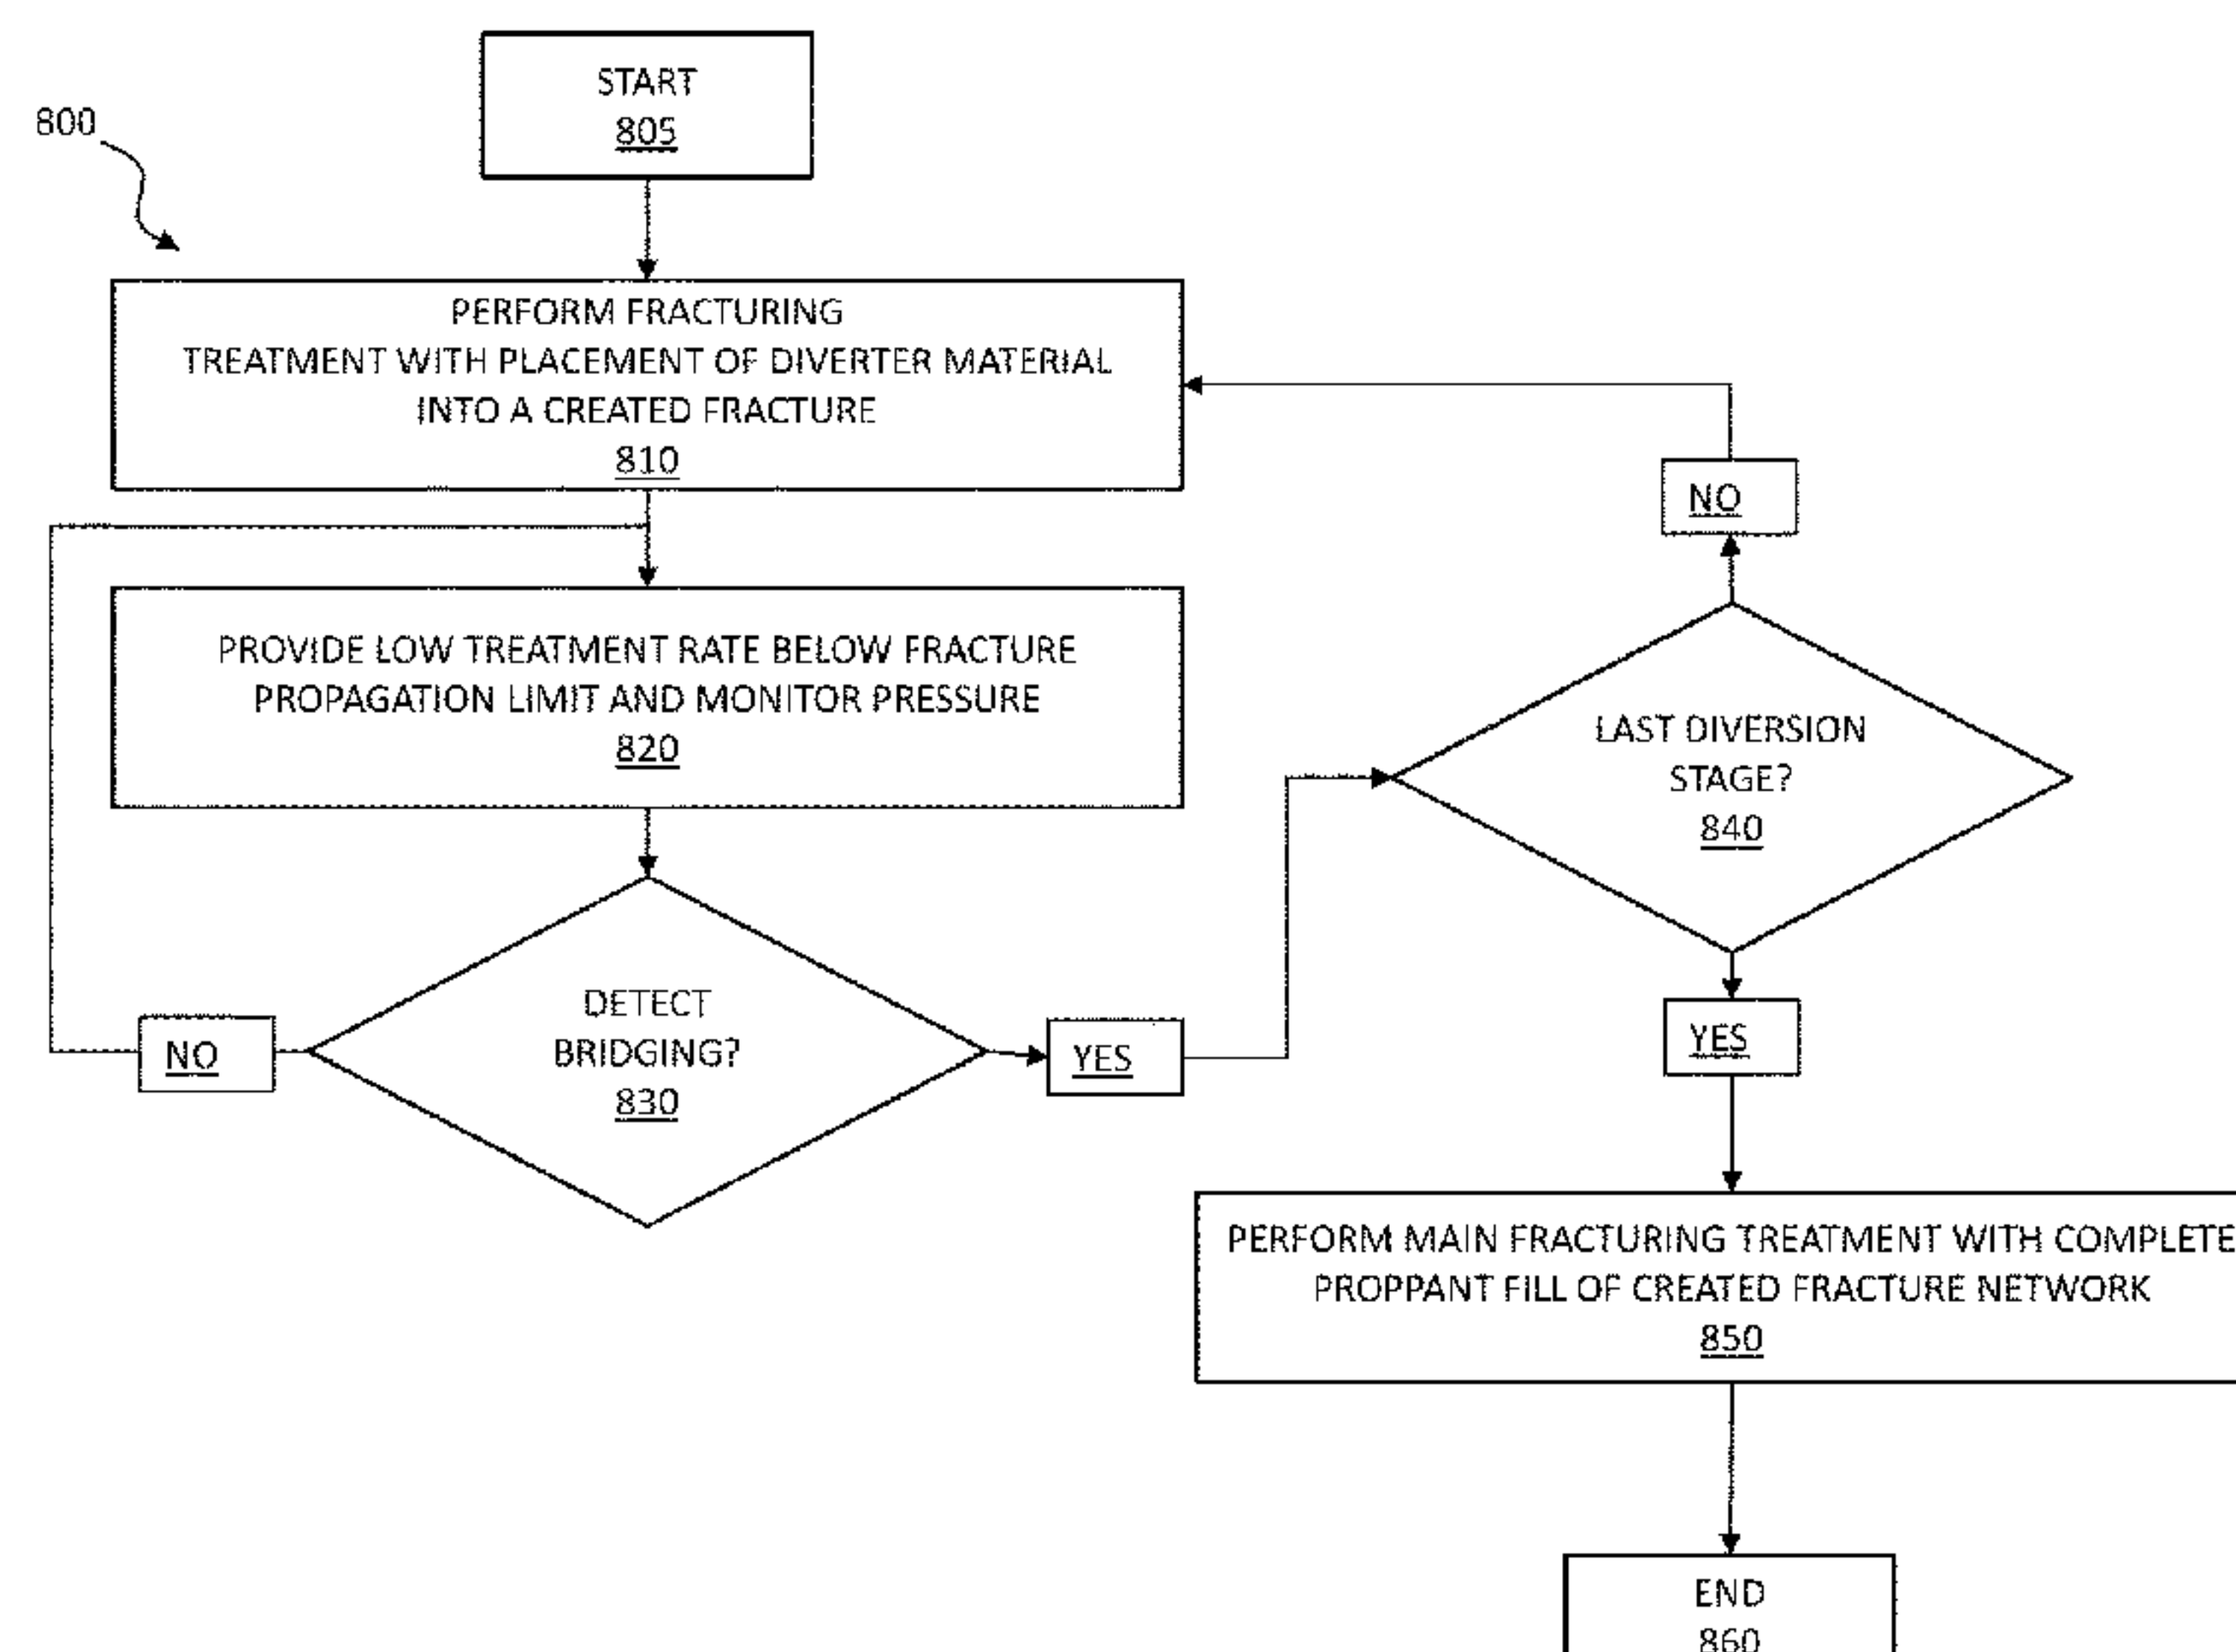 START
805
800
PERFORM FRACTURING
TREATMENT WITH PLACEMENT OF DIVERTER MATERIAL
INTO A CREATED FRACTURE
810
PROVIDE LOW TREATMENT RATE BELOW FRACTURE
PROPAGATION LIMIT AND MONITOR PRESSURE
820
DETECT
BRIDGING?
830
NO
YES
LAST DIVERSION
STAGE?
840
NO
YES
PERFORM MAIN FRACTURING TREATMENT WITH COMPLETE
PROPPANT FILL OF CREATED FRACTURE NETWORK
850
END
860